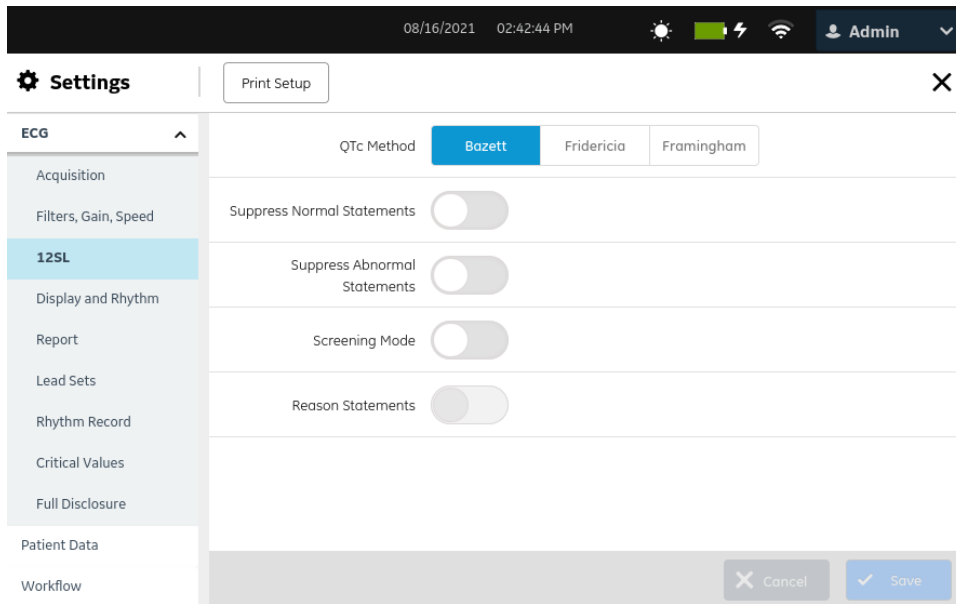 08/16/2021 02:42:44 PM Admin
Settings Print Setup
ECG
Acquisition
Filters, Gain, Speed
12SL
Display and Rhythm
Report
Lead Sets
Rhythm Record
Critical Values
Full Disclosure
Patient Data
Workflow
QTc Method Bazett Fridericia Framingham
Suppress Normal Statements
Suppress Abnormal
Statements
Screening Mode
Reason Statements
Cancel Save